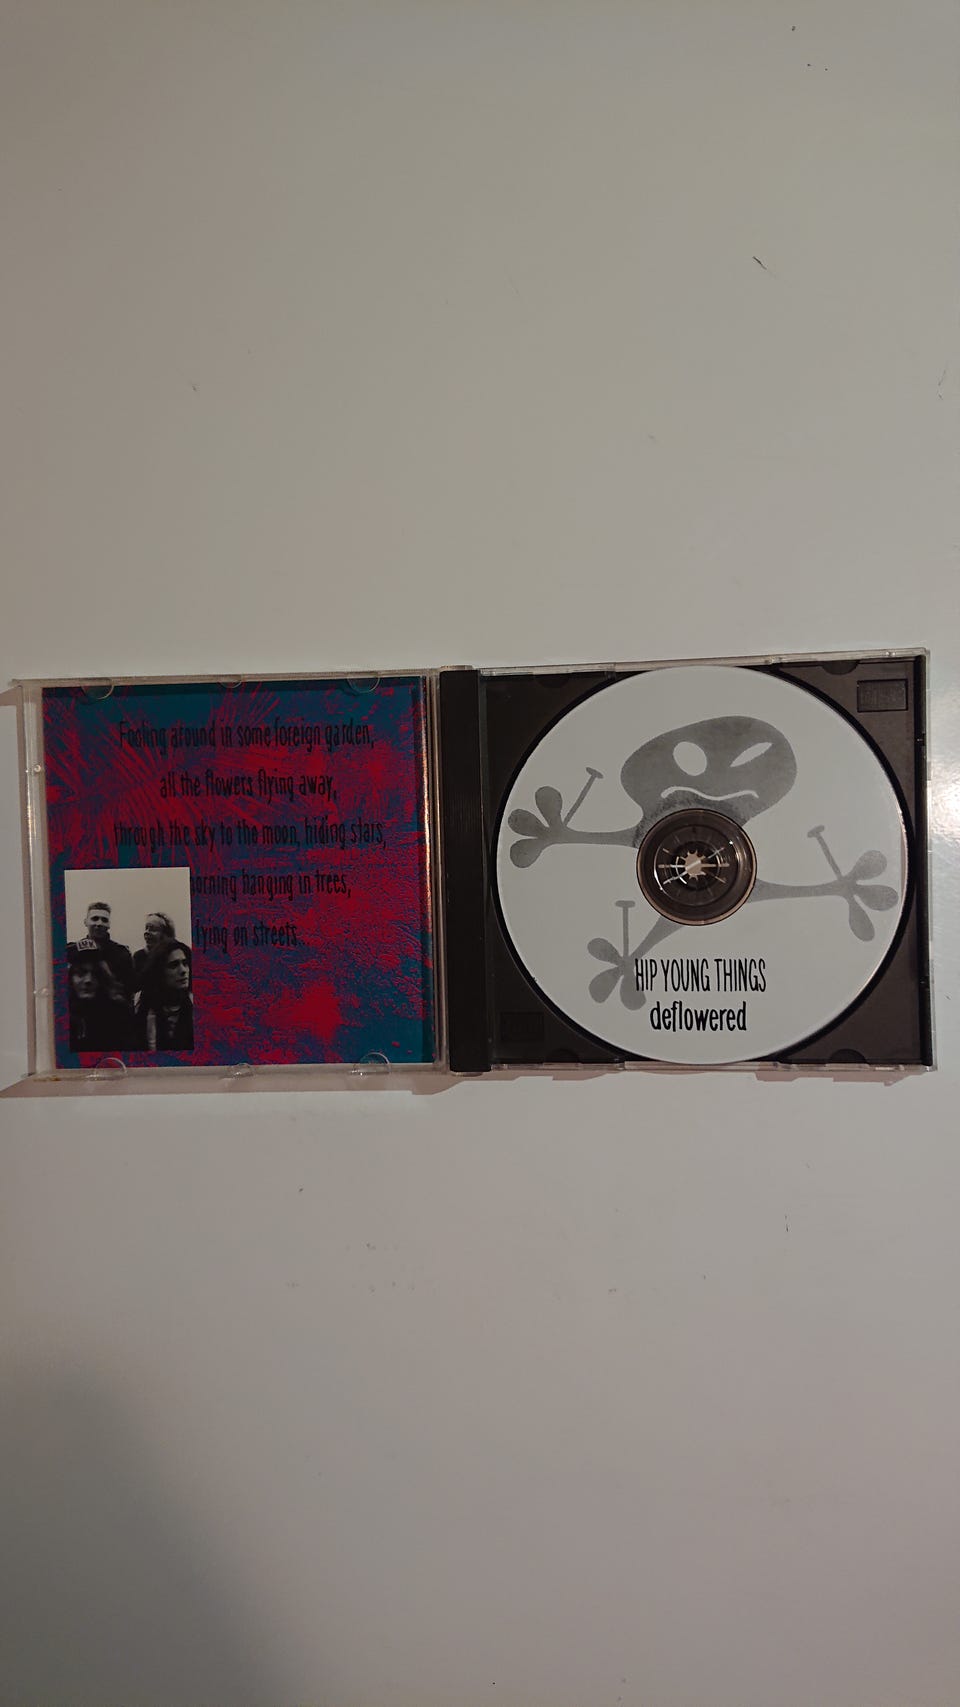 Fooling around in some foreign garden,
all the flowers flying away,
through the sky to the moon, hiding stars,
hanging in trees,
lying on streets...
HIP YOUNG THINGS
deflowered